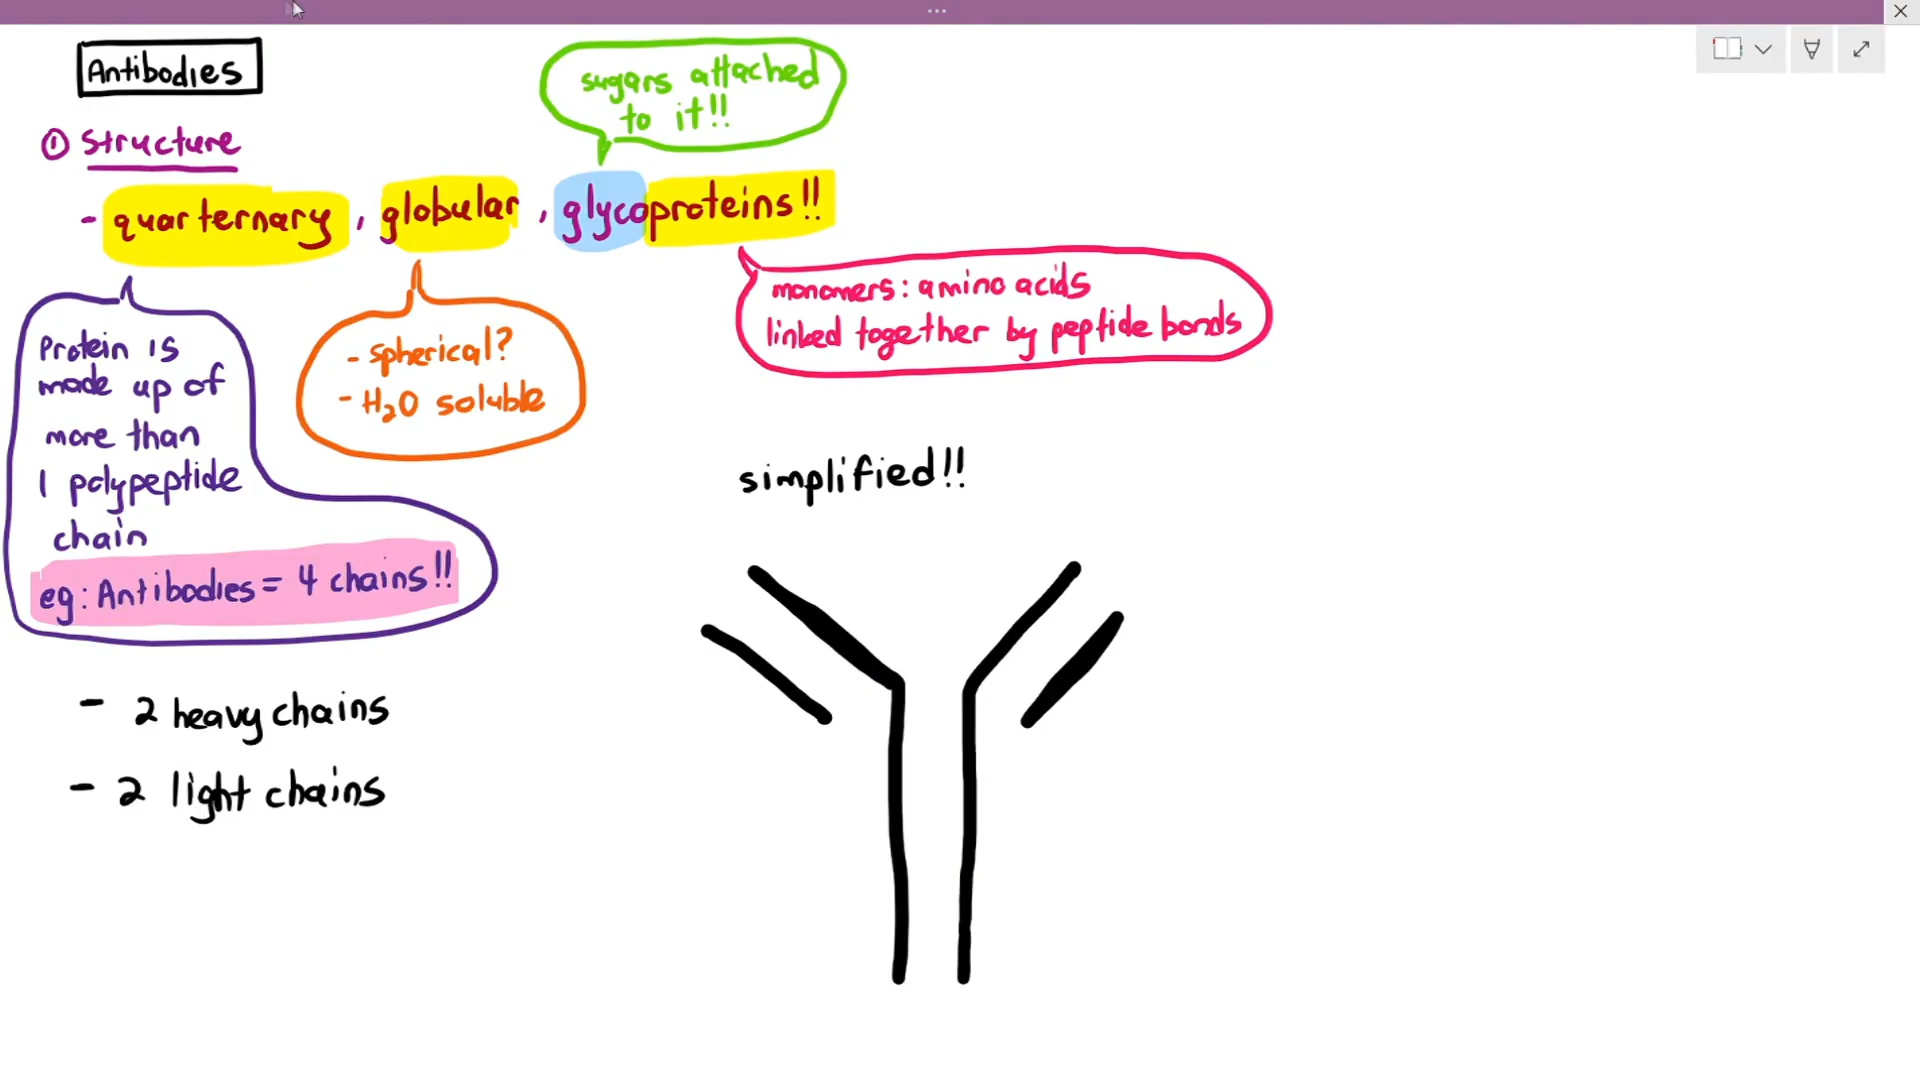 Antibodies
① Structure
sugars attached
to it!!
- quarternary, globular, glycoproteins!!
Protein is
made up of
more than
1 polypeptide
chain
eg: Antibodies = 4 chains!!
- spherical?
- H₂O soluble
monomers: amino acids
linked together by peptide bonds
simplified!!
- 2 heavy chains
- 2 light chains